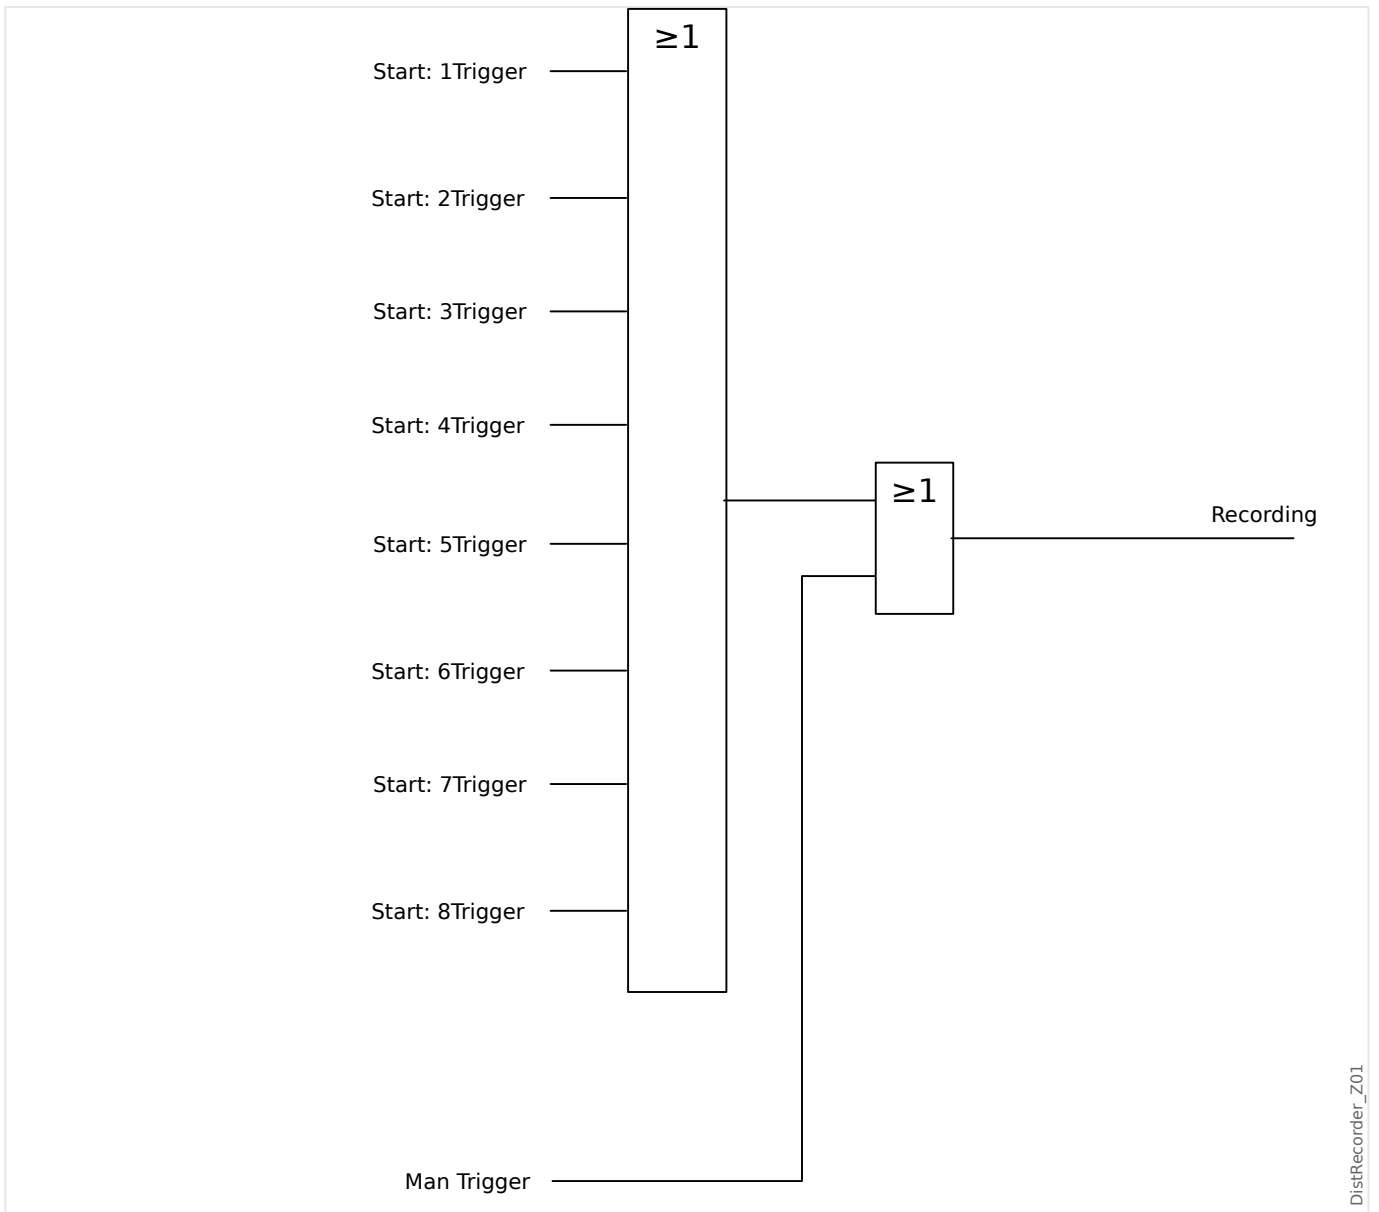 ≥1
Start: 1Trigger
Start: 2Trigger
Start: 3Trigger
Start: 4Trigger
≥1
Recording
Start: 5Trigger
Start: 6Trigger
Start: 7Trigger
Start: 8Trigger
Man Trigger
DistRecorder_Z01